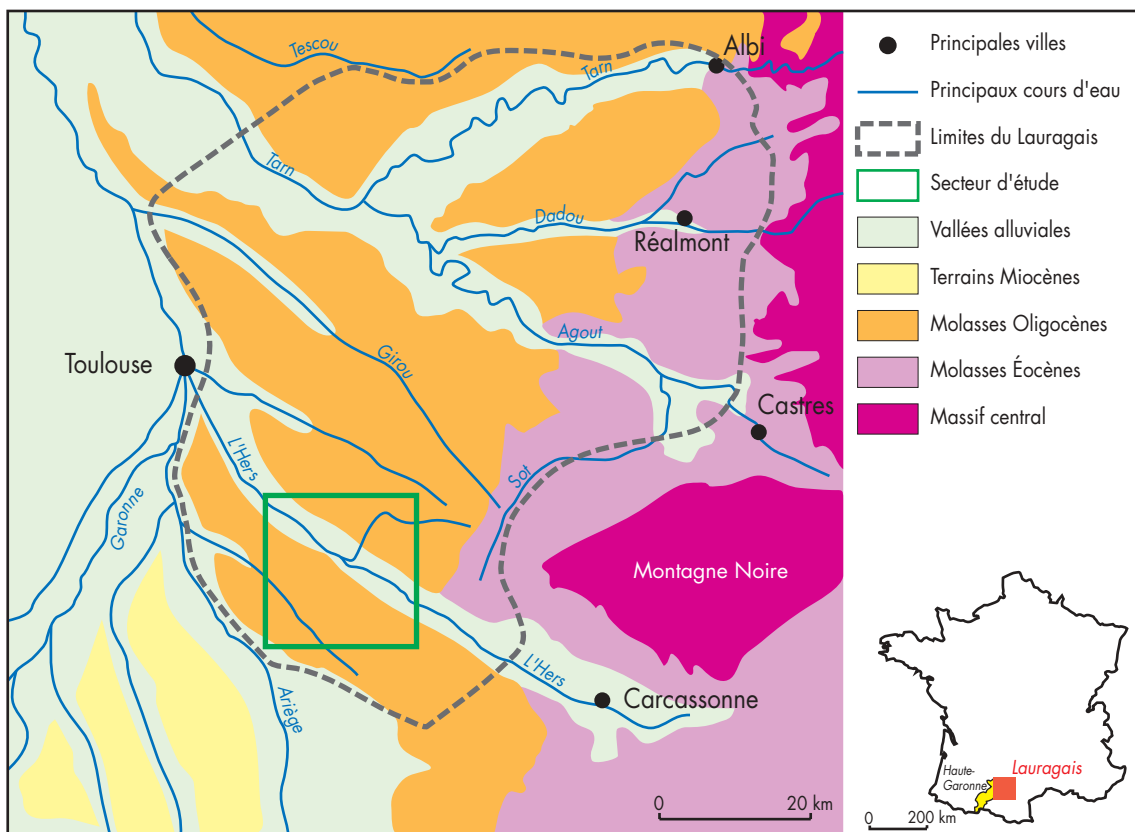 Tescou
Albi
Tarn
Tarn
Dadou
Réalmont
Agout
Girou
Toulouse
Castres
L'Hers
Sot
Garonne
Montagne Noire
L'Hers
Ariège
Carcassonne
0 20 km
Principales villes
Principaux cours d'eau
Limites du Lauragais
Secteur d'étude
Vallées alluviales
Terrains Miocènes
Molasses Oligocènes
Molasses Éocènes
Massif central
Haute-
Garonne
Lauragais
0 200 km